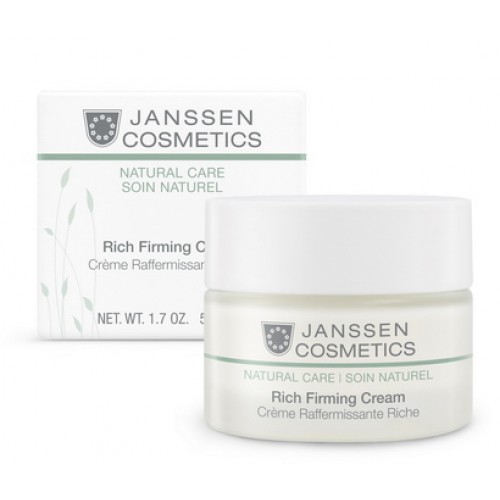 JANSSEN
COSMETICS
NATURAL CARE
SOIN NATUREL
Rich Firming
Crème Raffermissante
NET. WT. 1.7 OZ.
JANSSEN
COSMETICS
NATURAL CARE | SOIN NATUREL
Rich Firming Cream
Crème Raffermissante Riche